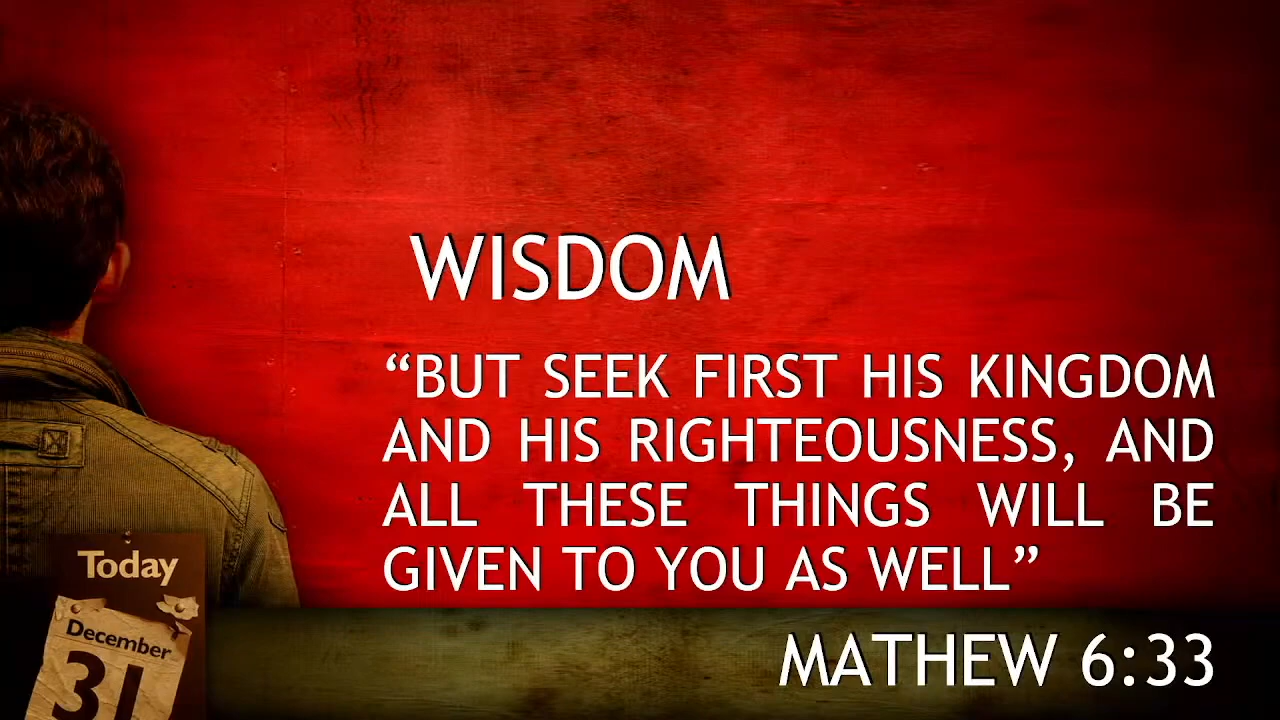 WISDOM
“BUT SEEK FIRST HIS KINGDOM
AND HIS RIGHTEOUSNESS, AND
ALL THESE THINGS WILL BE
GIVEN TO YOU AS WELL”
MATHEW 6:33
Today
December
31